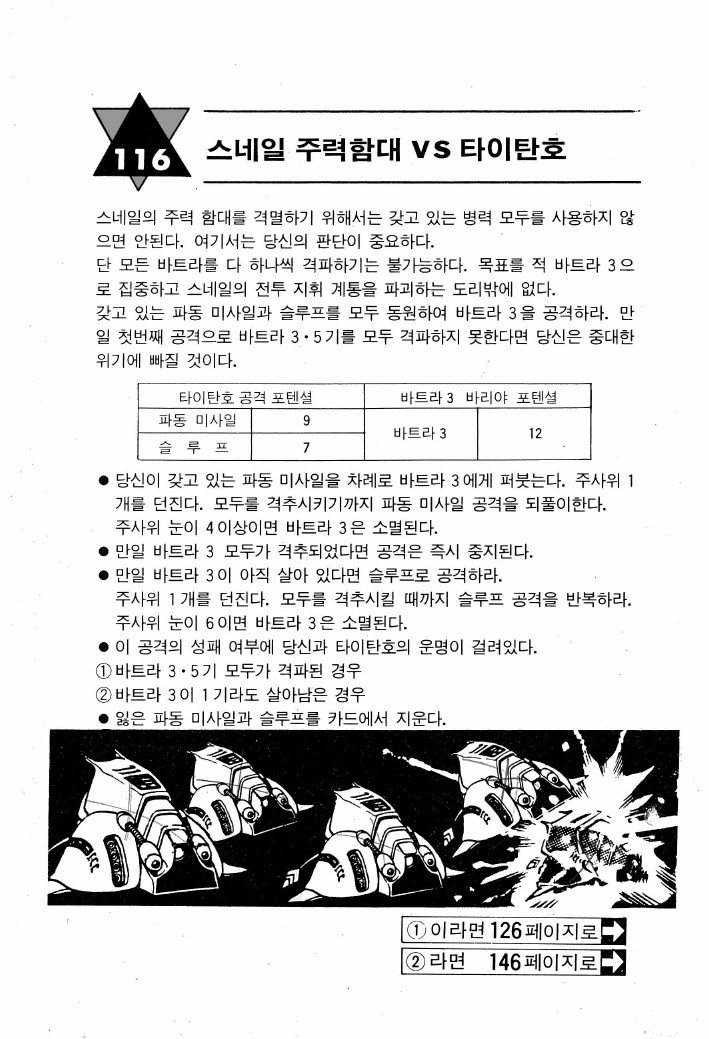 116
스네일 주력함대 VS 타이탄호
스네일의 주력 함대를 격멸하기 위해서는 갖고 있는 병력 모두를 사용하지 않
으면 안된다. 여기서는 당신의 판단이 중요하다.
단 모든 바트라를 다 하나씩 격파하기는 불가능하다. 목표를 적 바트라 3으
로 집중하고 스네일의 전투 지휘 계통을 파괴하는 도리밖에 없다.
갖고 있는 파동 미사일과 슬루프를 모두 동원하여 바트라 3을 공격하라. 만
일 첫번째 공격으로 바트라 3·5기를 모두 격파하지 못한다면 당신은 중대한
위기에 빠질 것이다.
타이탄호 공격 포텐셜 바트라 3 바리야 포텐셜
파동 미사일 9
바트라 3 12
슬 루 프 7
● 당신이 갖고 있는 파동 미사일을 차례로 바트라 3에게 퍼붓는다. 주사위 1
개를 던진다. 모두를 격추시키기까지 파동 미사일 공격을 되풀이한다.
주사위 눈이 4이상이면 바트라 3은 소멸된다.
● 만일 바트라 3 모두가 격추되었다면 공격은 즉시 중지된다.
● 만일 바트라 3이 아직 살아 있다면 슬루프로 공격하라.
주사위 1개를 던진다. 모두를 격추시킬 때까지 슬루프 공격을 반복하라.
주사위 눈이 6이면 바트라 3은 소멸된다.
● 이 공격의 성패 여부에 당신과 타이탄호의 운명이 걸려있다.
①바트라 3·5기 모두가 격파된 경우
②바트라 3이 1기라도 살아남은 경우
● 잃은 파동 미사일과 슬루프를 카드에서 지운다.
①이라면 126페이지로
②라면 146페이지로